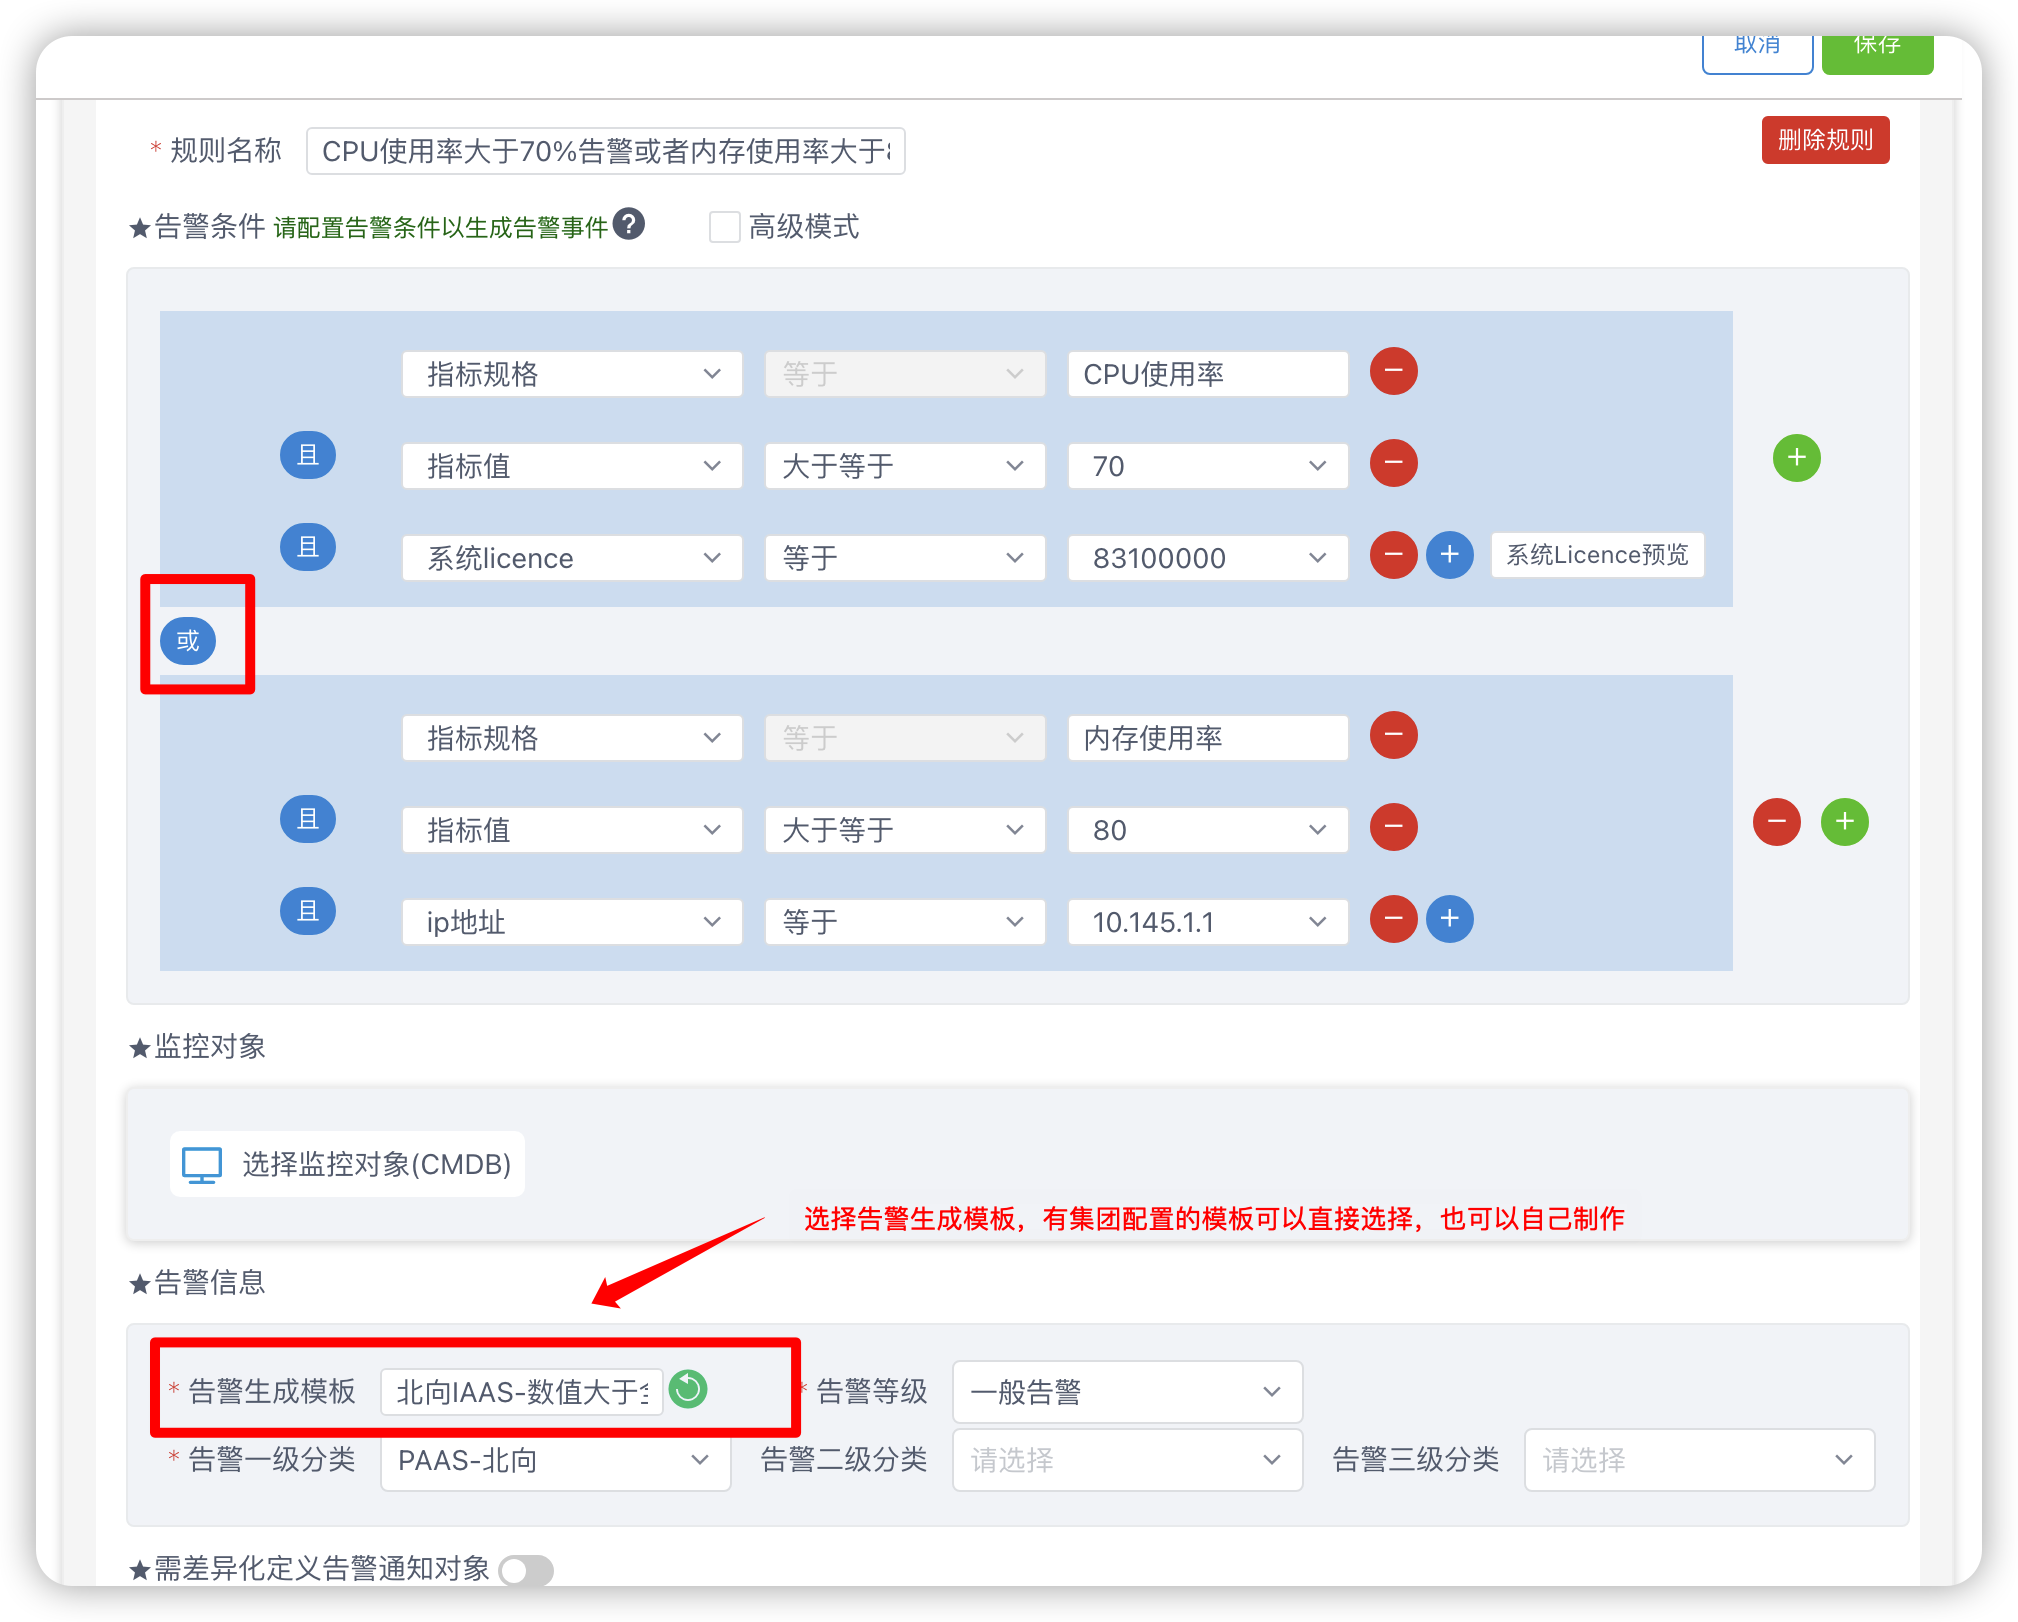 取消 保存
* 规则名称 CPU使用率大于70%告警或者内存使用率大于 删除规则
★告警条件 请配置告警条件以生成告警事件 ? 高级模式
指标规格 等于 CPU使用率 −
且 指标值 大于等于 70 − +
且 系统licence 等于 83100000 − + 系统Licence预览
或
指标规格 等于 内存使用率 −
且 指标值 大于等于 80 − − +
且 ip地址 等于 10.145.1.1 − +
★监控对象
选择监控对象(CMDB)
选择告警生成模板，有集团配置的模板可以直接选择，也可以自己制作
★告警信息
* 告警生成模板 北向IAAS-数值大于 * 告警等级 一般告警
* 告警一级分类 PAAS-北向 告警二级分类 请选择 告警三级分类 请选择
★需差异化定义告警通知对象